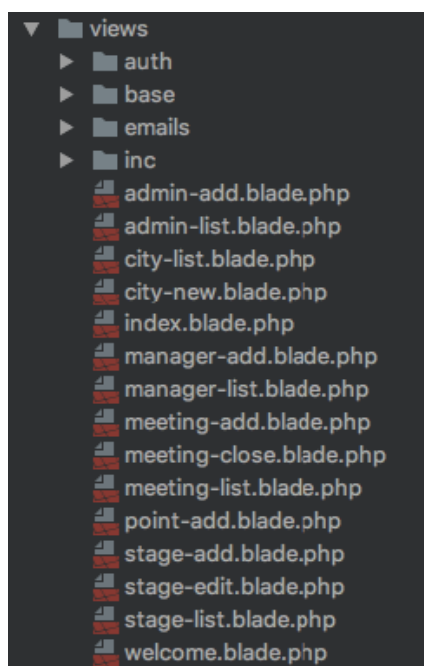 views
auth
base
emails
inc
admin-add.blade.php
admin-list.blade.php
city-list.blade.php
city-new.blade.php
index.blade.php
manager-add.blade.php
manager-list.blade.php
meeting-add.blade.php
meeting-close.blade.php
meeting-list.blade.php
point-add.blade.php
stage-add.blade.php
stage-edit.blade.php
stage-list.blade.php
welcome.blade.php